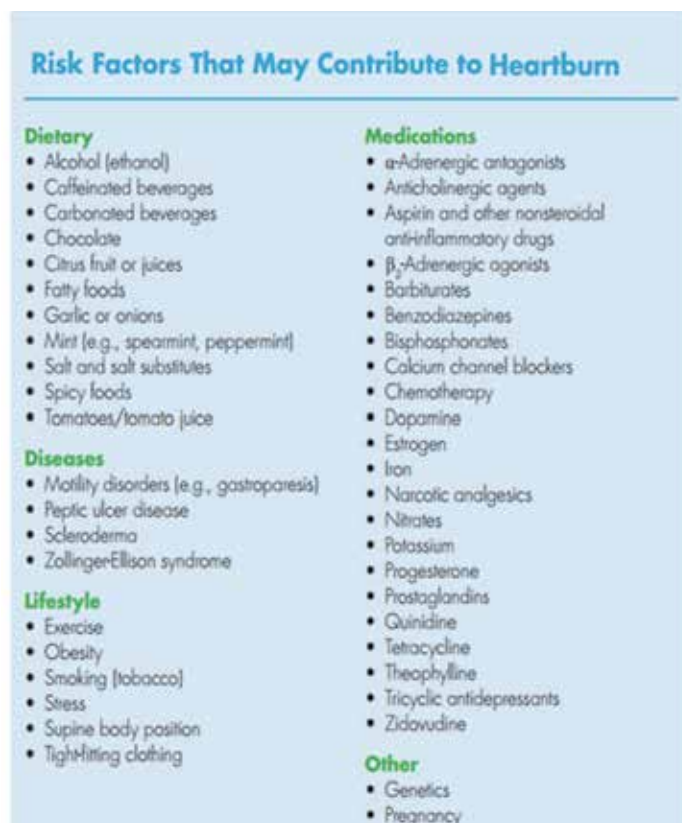 Risk Factors That May Contribute to Heartburn
Dietary
• Alcohol (ethanol)
• Caffeinated beverages
• Carbonated beverages
• Chocolate
• Citrus fruit or juices
• Fatty foods
• Garlic or onions
• Mint (e.g., spearmint, peppermint)
• Salt and salt substitutes
• Spicy foods
• Tomatoes/tomato juice
Diseases
• Motility disorders (e.g., gastroparesis)
• Peptic ulcer disease
• Scleroderma
• Zollinger-Ellison syndrome
Lifestyle
• Exercise
• Obesity
• Smoking (tobacco)
• Stress
• Supine body position
• Tight-fitting clothing
Medications
• α-Adrenergic antagonists
• Anticholinergic agents
• Aspirin and other nonsteroidal
anti-inflammatory drugs
• β₂-Adrenergic agonists
• Barbiturates
• Benzodiazepines
• Bisphosphonates
• Calcium channel blockers
• Chemotherapy
• Dopamine
• Estrogen
• Iron
• Narcotic analgesics
• Nitrates
• Potassium
• Progesterone
• Prostaglandins
• Quinidine
• Tetracycline
• Theophylline
• Tricyclic antidepressants
• Zidovudine
Other
• Genetics
• Pregnancy